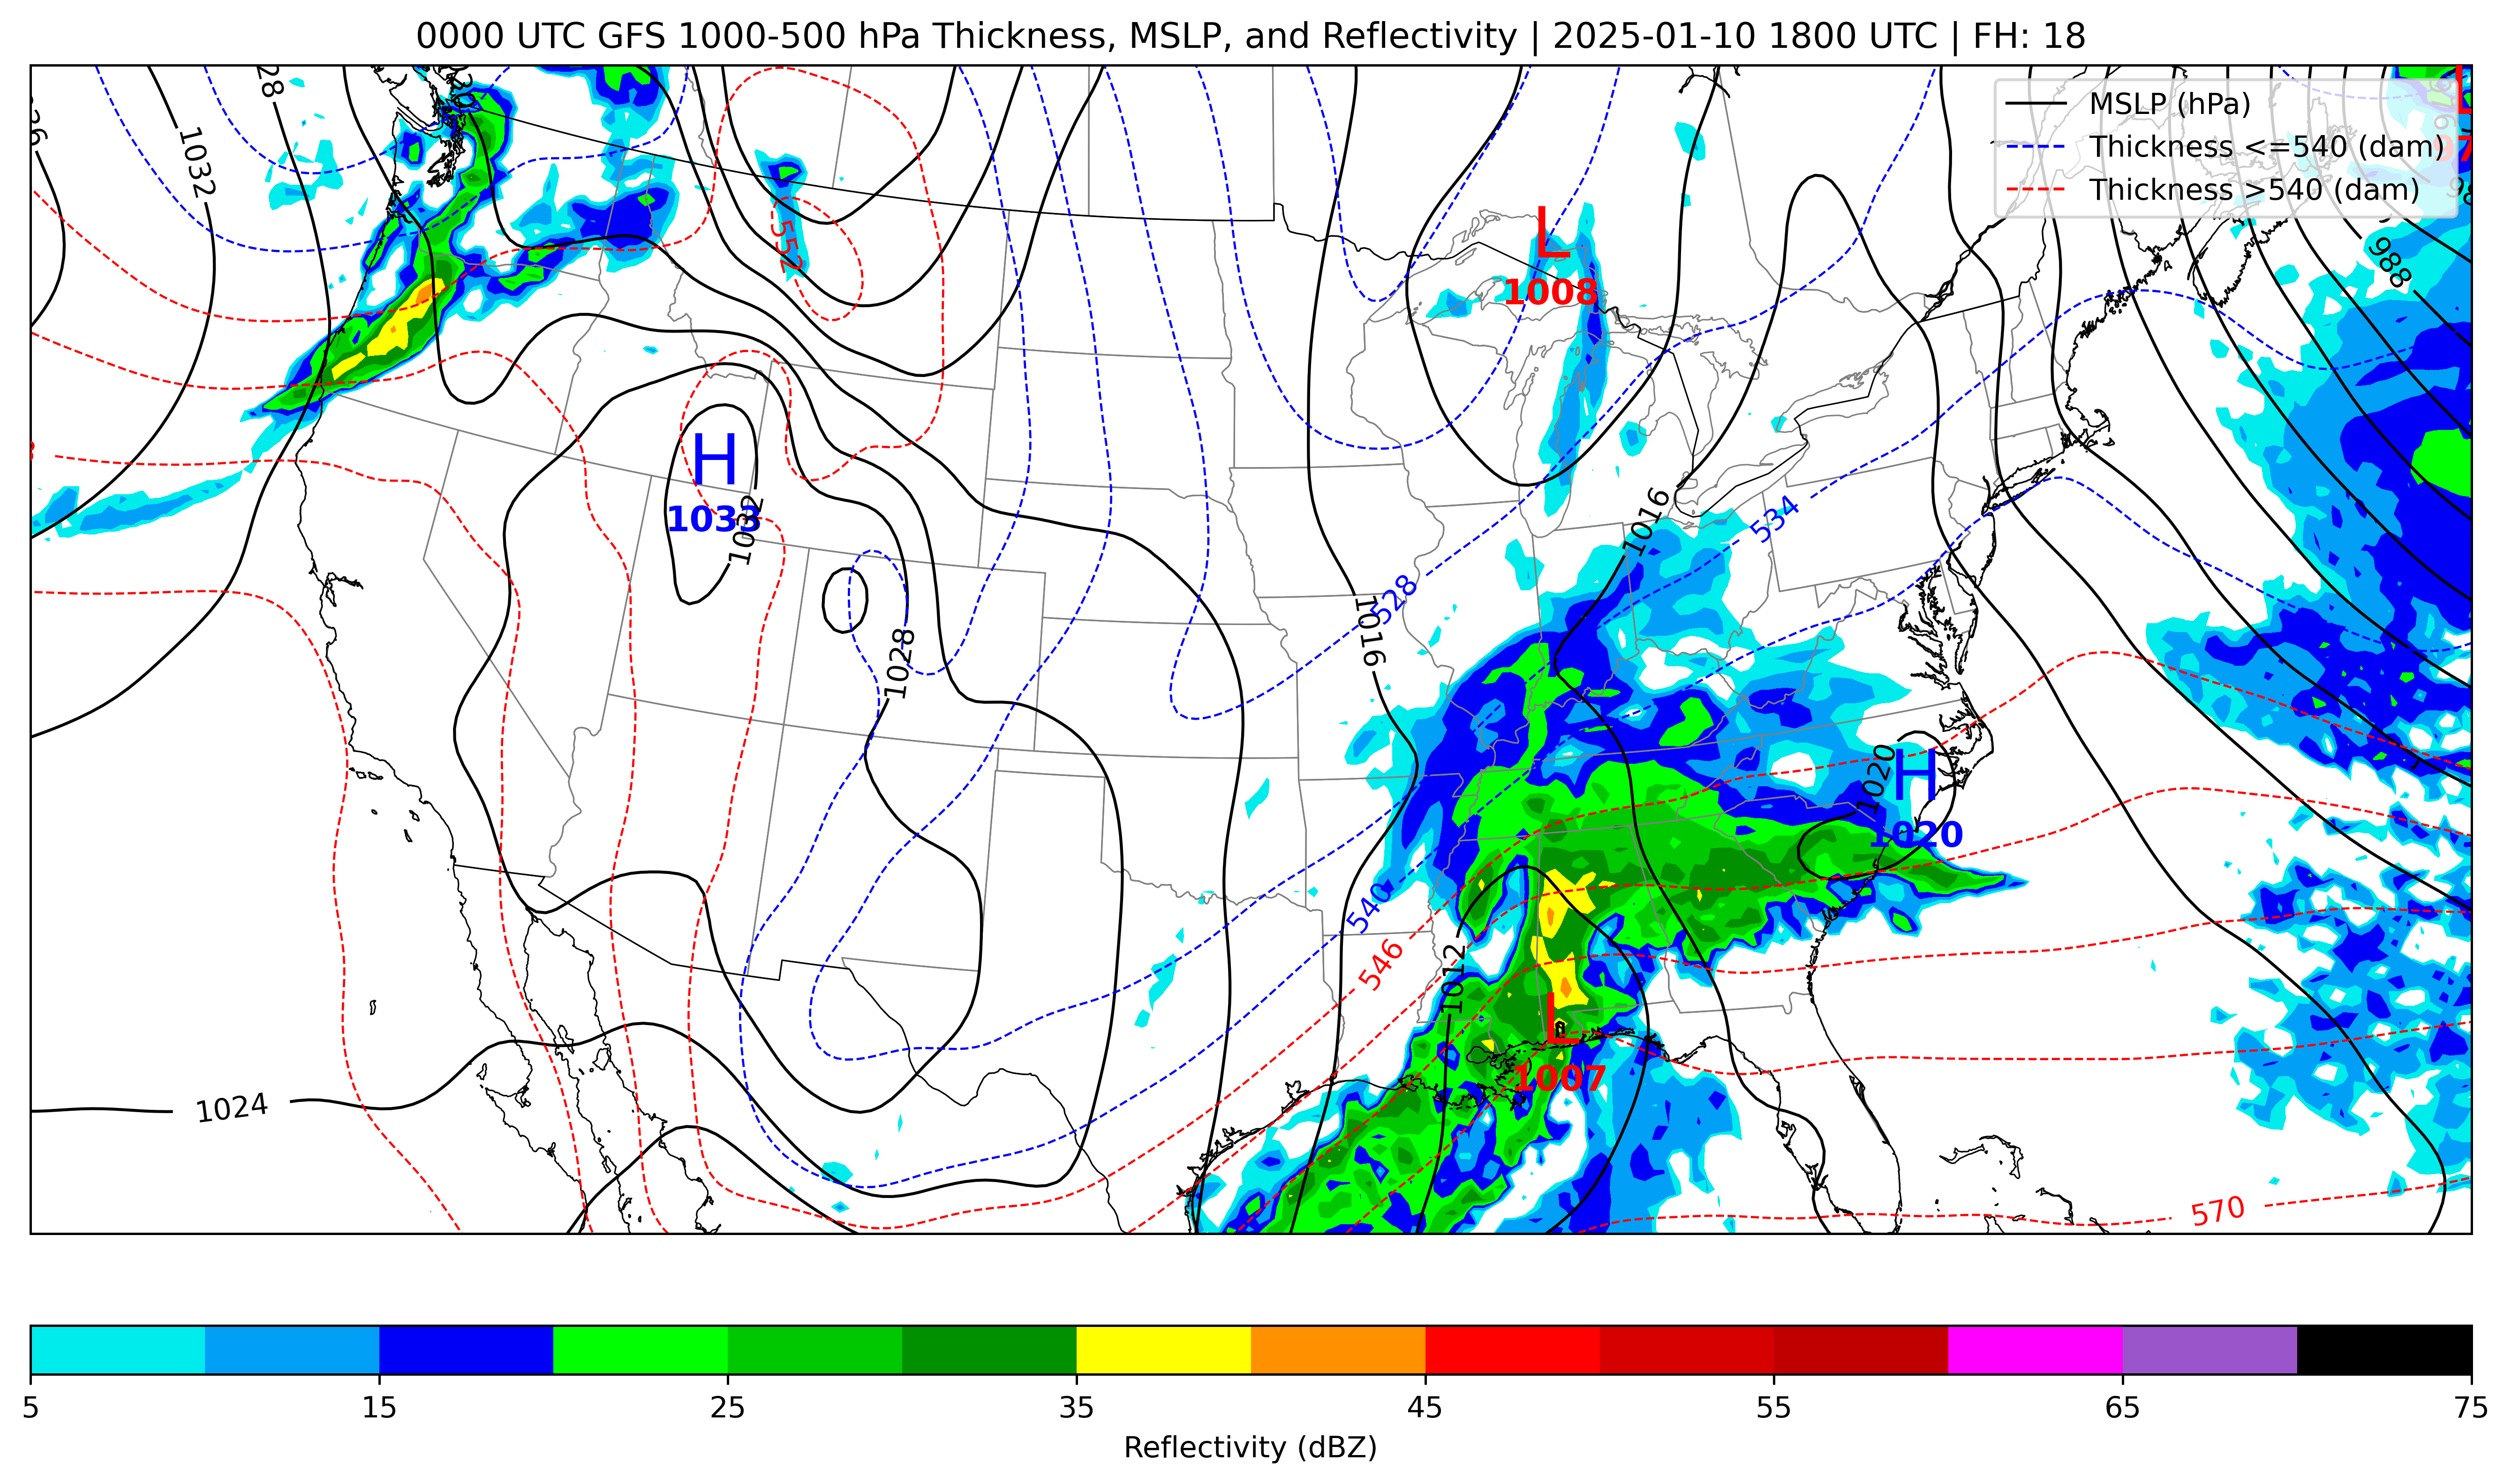 0000 UTC GFS 1000-500 hPa Thickness, MSLP, and Reflectivity | 2025-01-10 1800 UTC | FH: 18
MSLP (hPa)
Thickness <=540 (dam)
Thickness >540 (dam)
1032
988
552
L
1008
H
1033
1032
1016
534
528
1016
1028
1020
H
1020
540
546
1012
L
1007
1024
570
5 15 25 35 45 55 65 75
Reflectivity (dBZ)